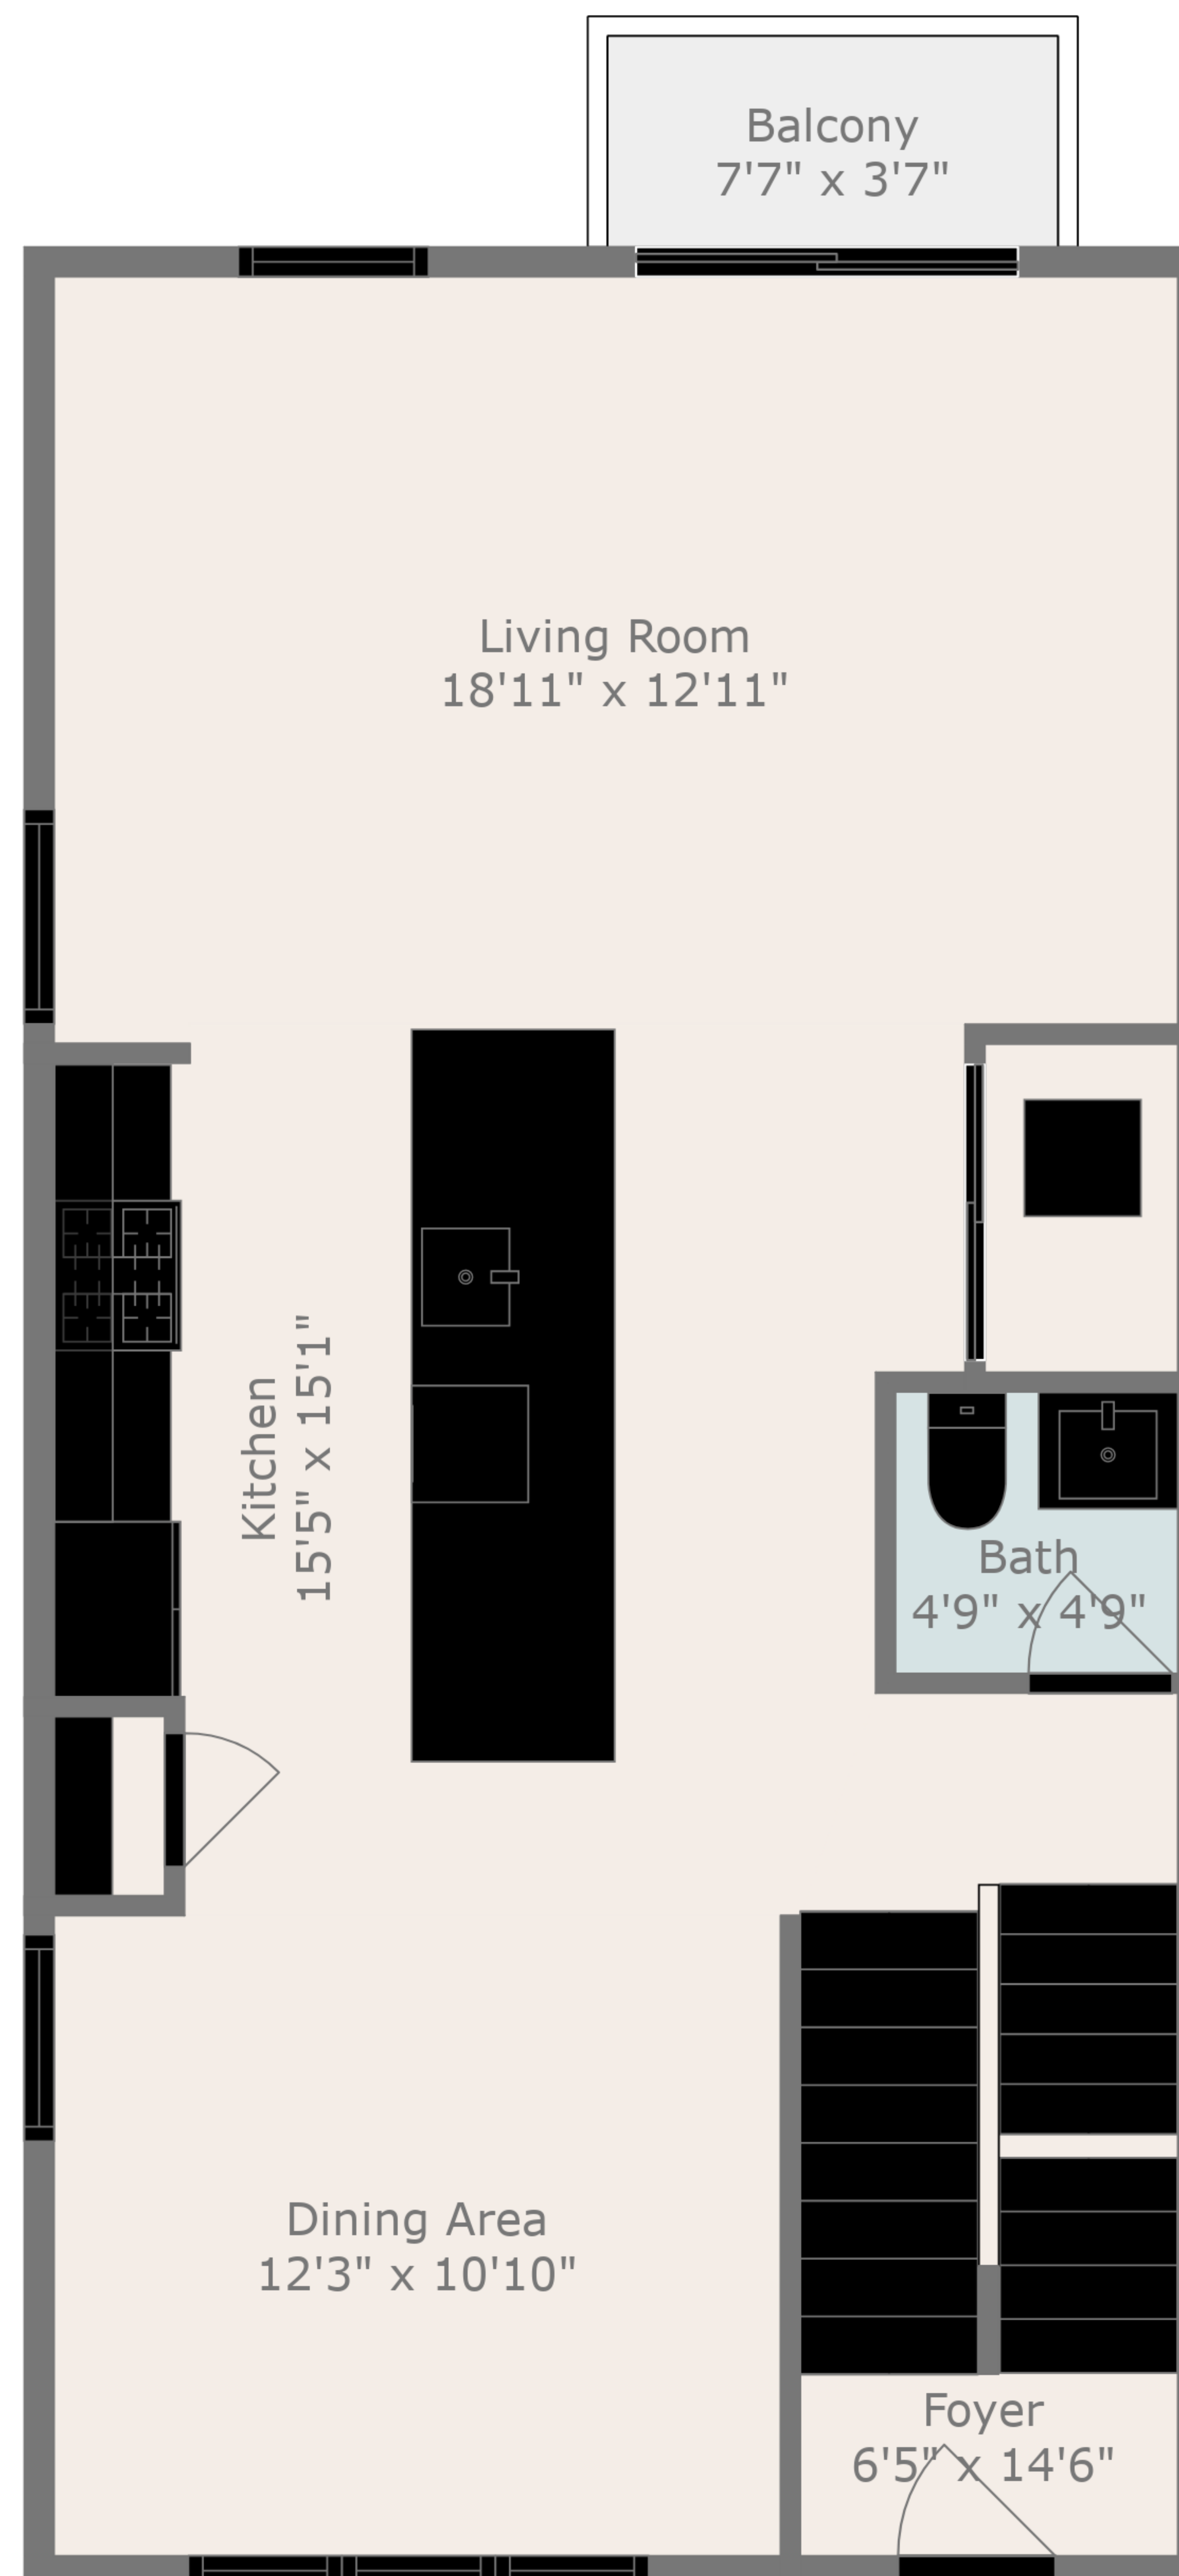 Balcony
7'7" x 3'7"
Living Room
18'11" x 12'11"
Kitchen
15'5" x 15'1"
Bath
4'9" x 4'9"
Dining Area
12'3" x 10'10"
Foyer
6'5" x 14'6"